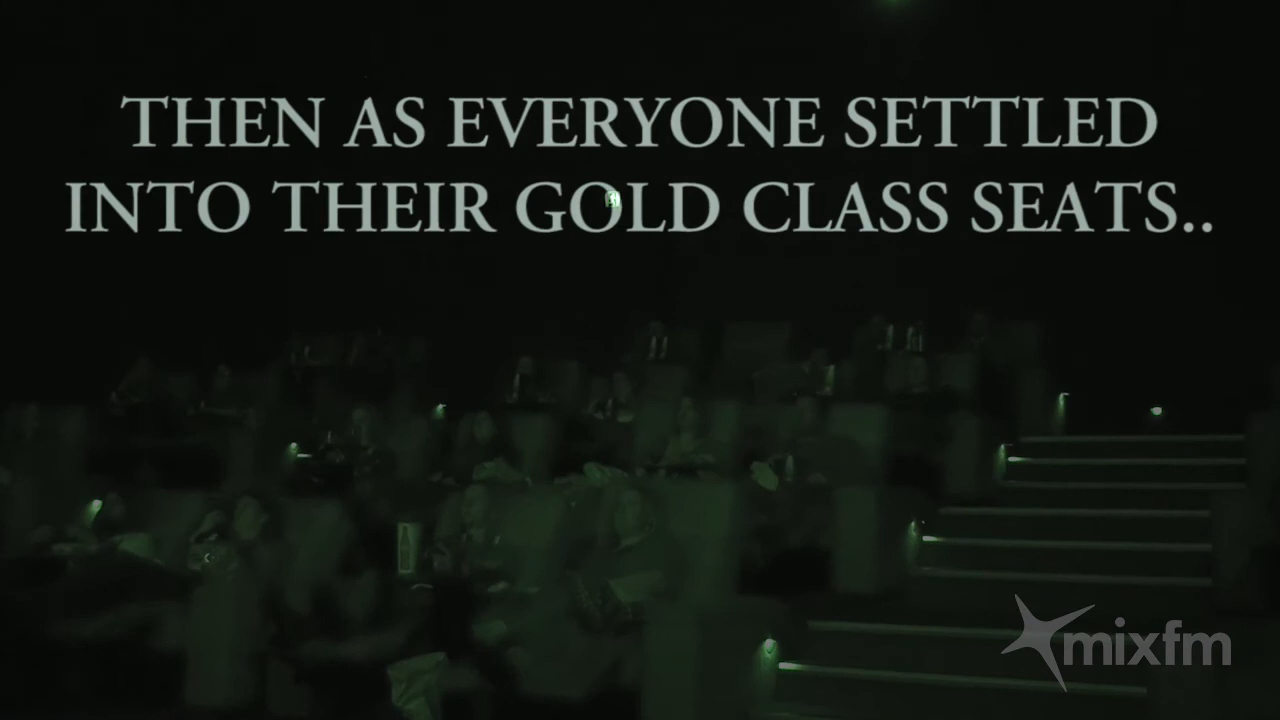 THEN AS EVERYONE SETTLED
INTO THEIR GOLD CLASS SEATS..
mixfm